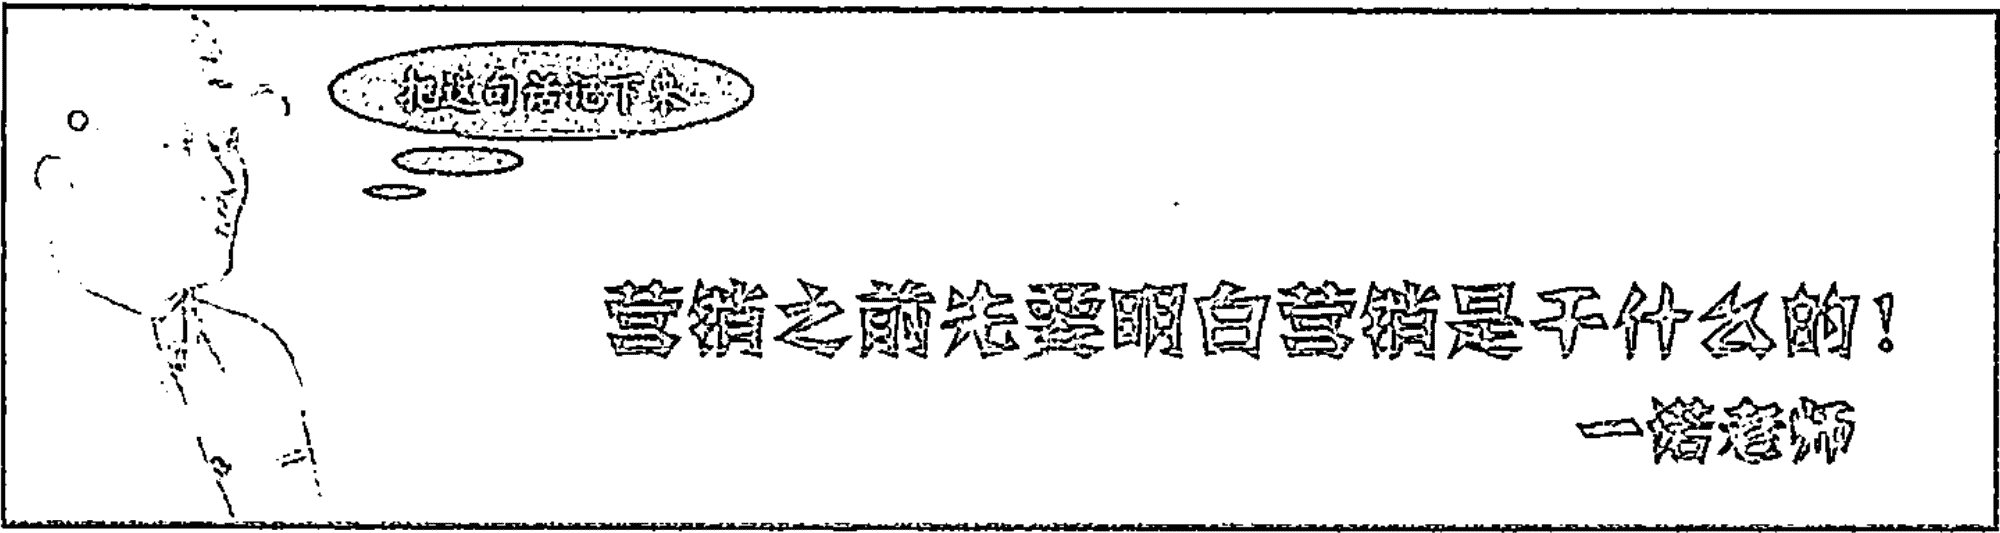 把这句话记下来
营销之前先要明白营销是干什么的！
一诺老师